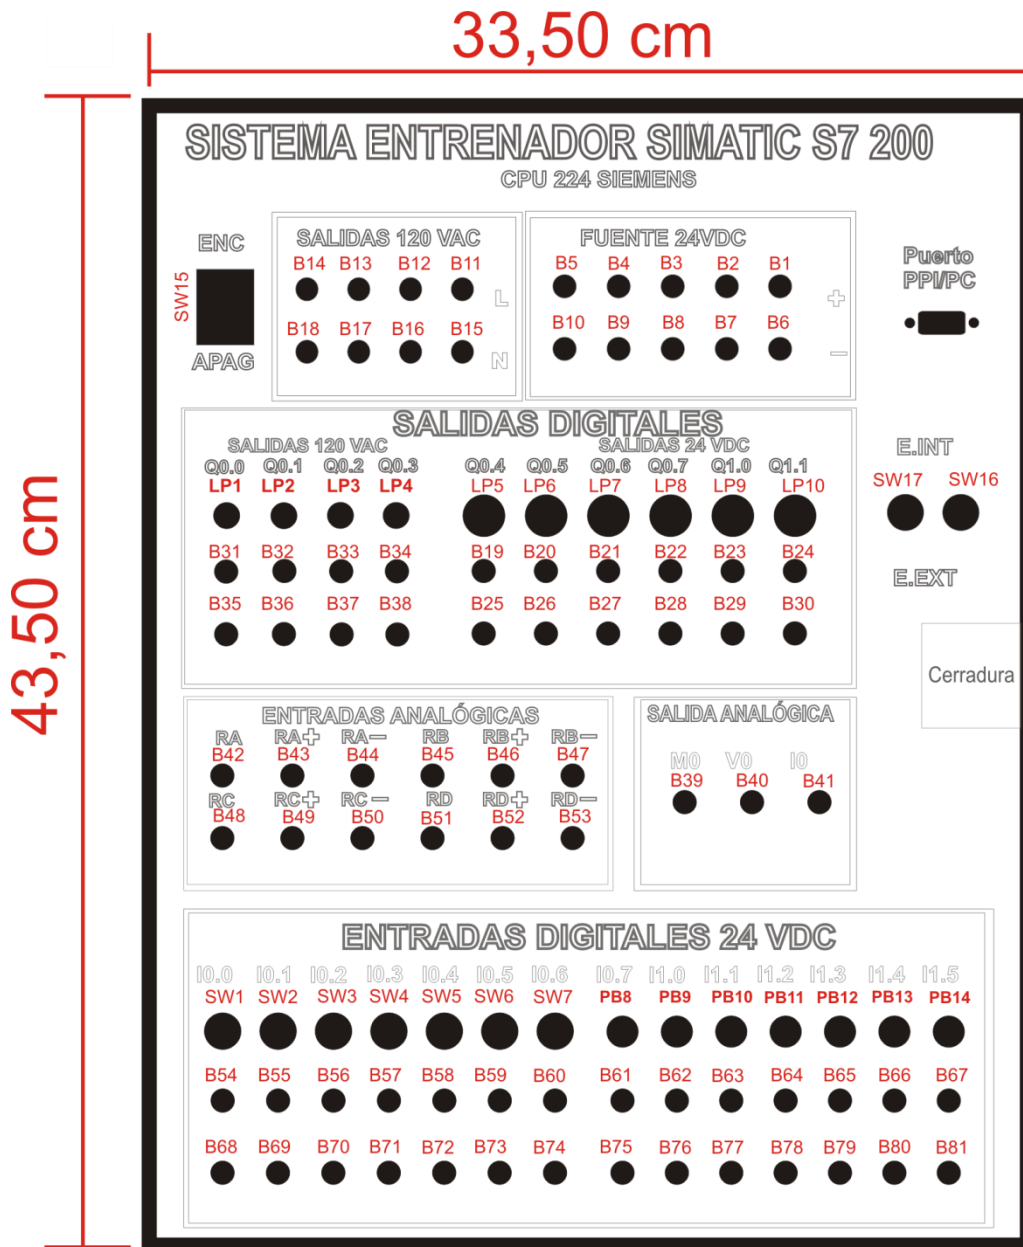 33,50 cm
43,50 cm
SISTEMA ENTRENADOR SIMATIC S7 200
CPU 224 SIEMENS
ENC
SW15
APAG
SALIDAS 120 VAC
B14 B13 B12 B11
L
B18 B17 B16 B15
N
FUENTE 24VDC
B5 B4 B3 B2 B1
+
B10 B9 B8 B7 B6
−
Puerto
PPI/PC
SALIDAS DIGITALES
SALIDAS 120 VAC SALIDAS 24 VDC
Q0.0 Q0.1 Q0.2 Q0.3 Q0.4 Q0.5 Q0.6 Q0.7 Q1.0 Q1.1
LP1 LP2 LP3 LP4 LP5 LP6 LP7 LP8 LP9 LP10
B31 B32 B33 B34 B19 B20 B21 B22 B23 B24
B35 B36 B37 B38 B25 B26 B27 B28 B29 B30
E.INT
SW17 SW16
E.EXT
Cerradura
ENTRADAS ANALÓGICAS
RA RA+ RA− RB RB+ RB−
B42 B43 B44 B45 B46 B47
RC RC+ RC− RD RD+ RD−
B48 B49 B50 B51 B52 B53
SALIDA ANALÓGICA
M0 V0 I0
B39 B40 B41
ENTRADAS DIGITALES 24 VDC
I0.0 I0.1 I0.2 I0.3 I0.4 I0.5 I0.6 I0.7 I1.0 I1.1 I1.2 I1.3 I1.4 I1.5
SW1 SW2 SW3 SW4 SW5 SW6 SW7 PB8 PB9 PB10 PB11 PB12 PB13 PB14
B54 B55 B56 B57 B58 B59 B60 B61 B62 B63 B64 B65 B66 B67
B68 B69 B70 B71 B72 B73 B74 B75 B76 B77 B78 B79 B80 B81